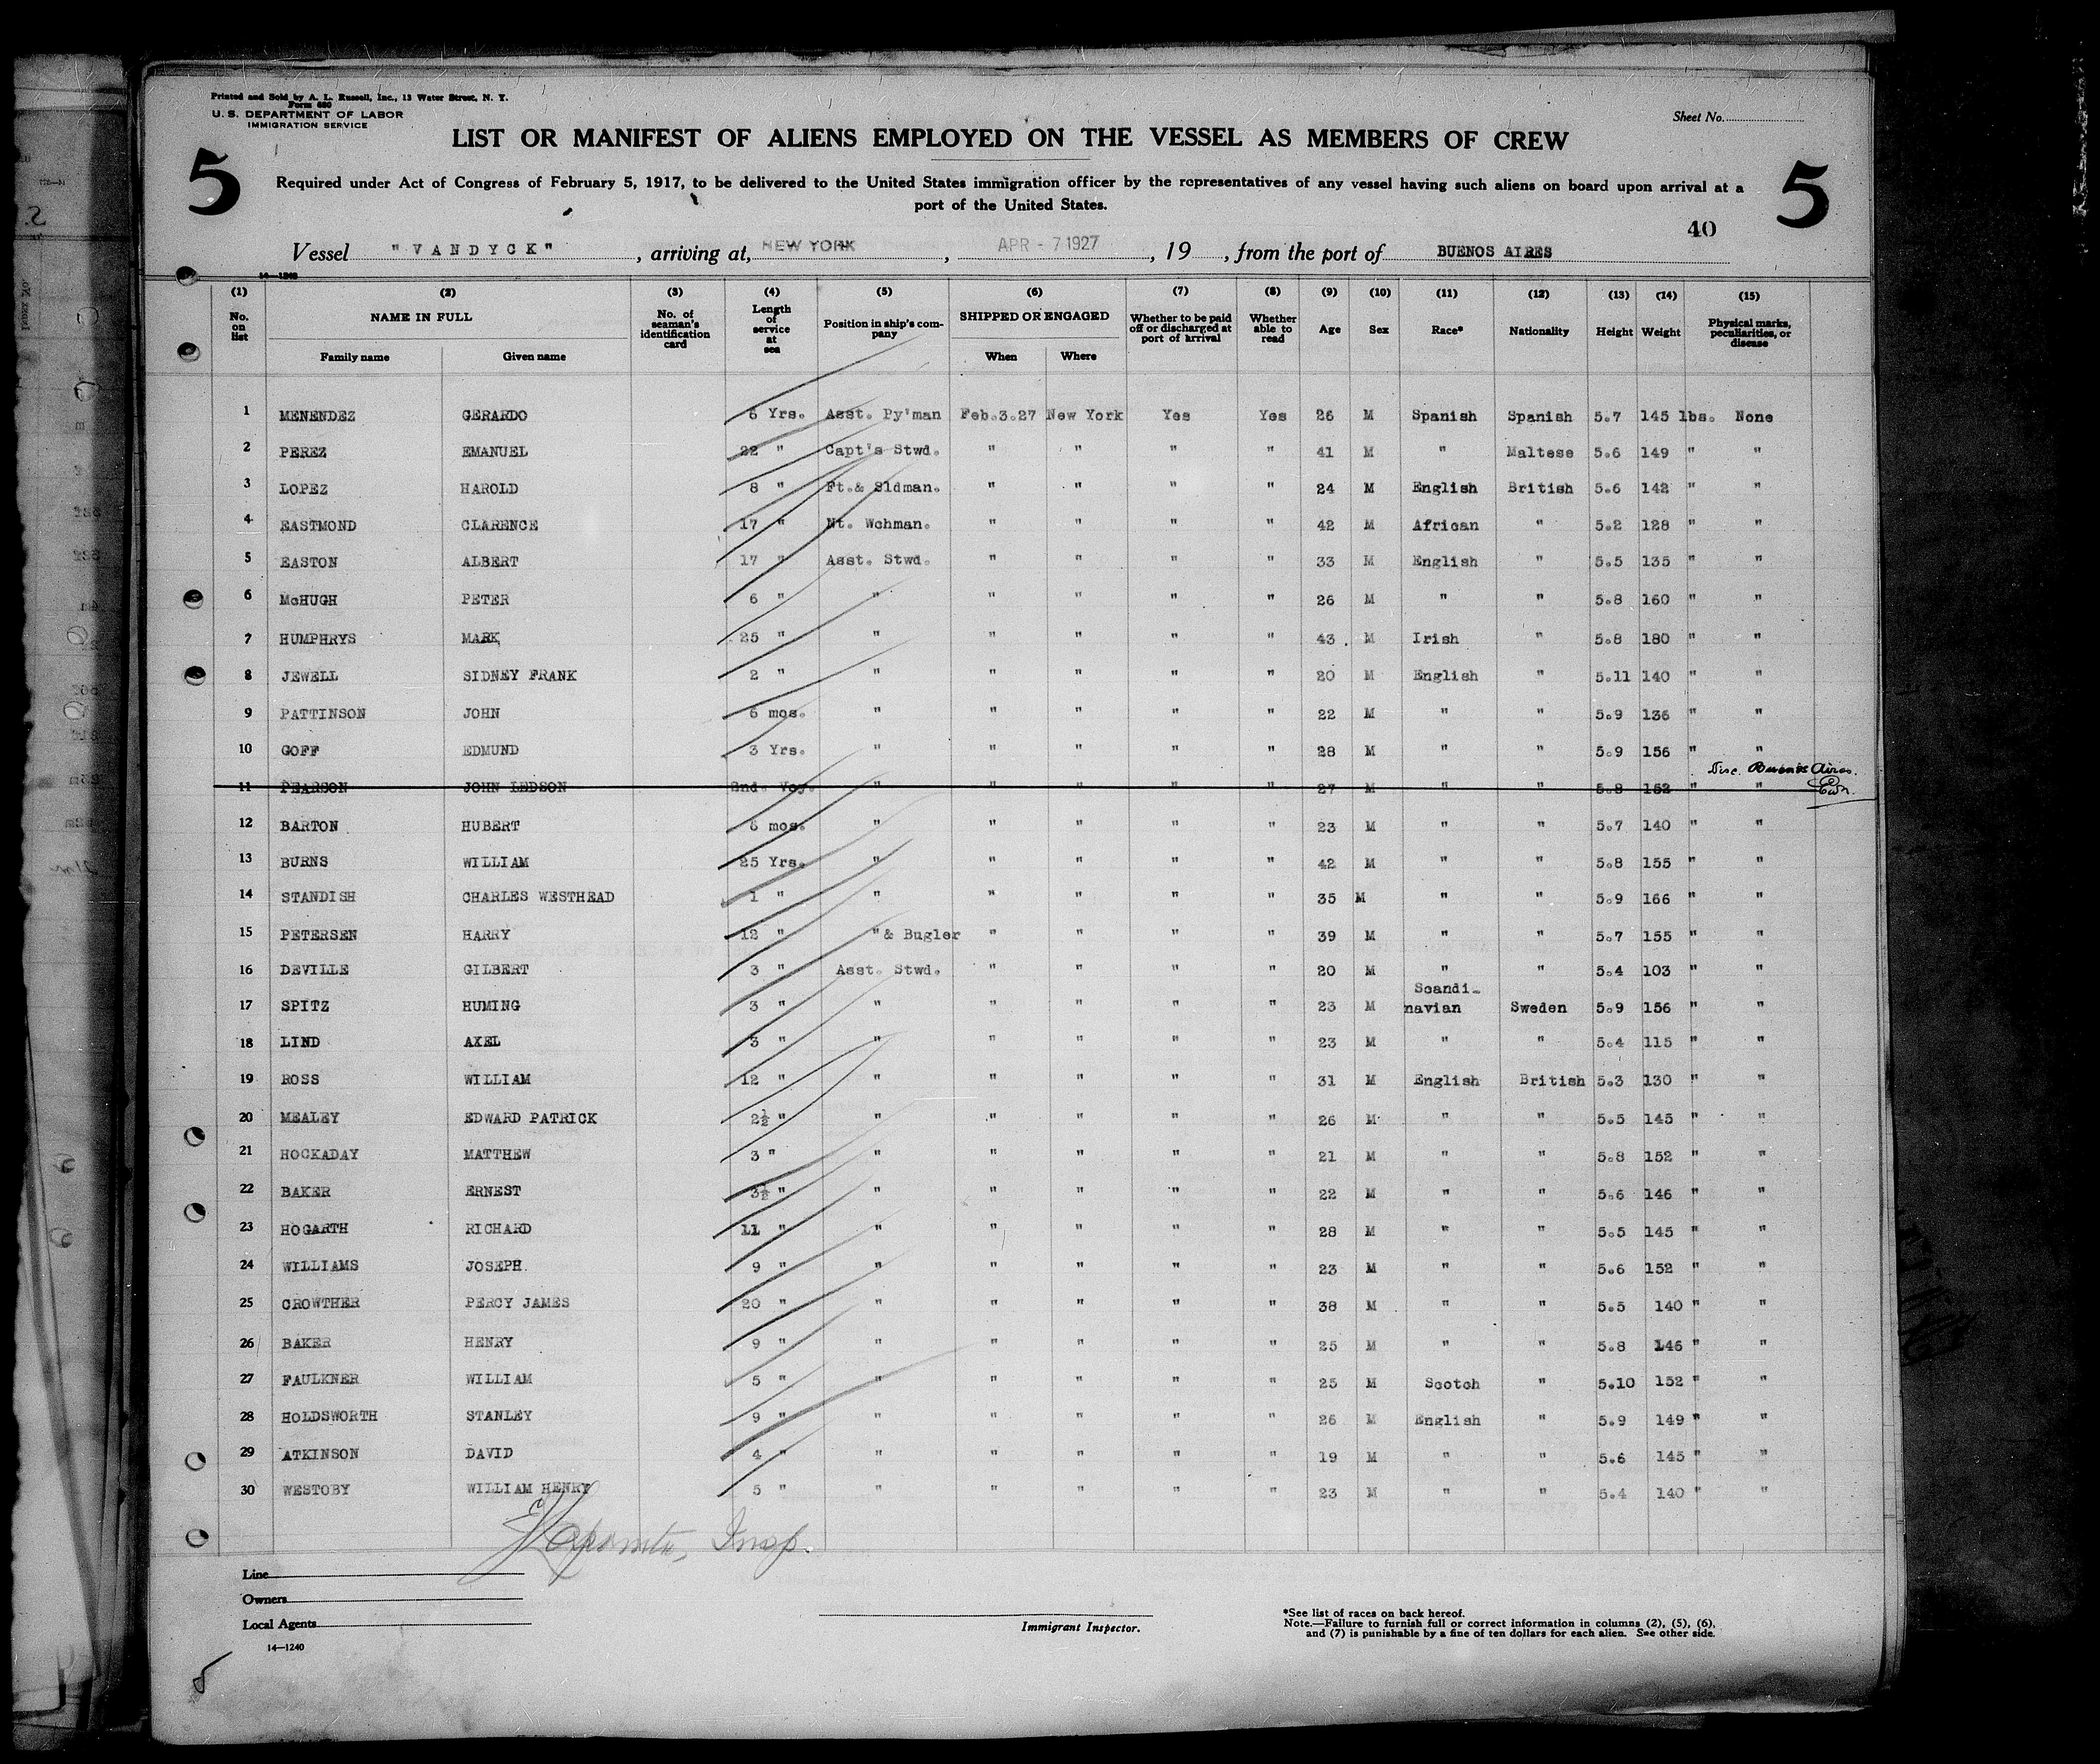 Printed and Sold by A. L. Russell, Inc., 13 Water Street, N. Y.
Form 680
U. S. DEPARTMENT OF LABOR
IMMIGRATION SERVICE
Sheet No.
LIST OR MANIFEST OF ALIENS EMPLOYED ON THE VESSEL AS MEMBERS OF CREW
5 5
Required under Act of Congress of February 5, 1917, to be delivered to the United States immigration officer by the representatives of any vessel having such aliens on board upon arrival at a
port of the United States.
40
Vessel "VANDYCK", arriving at, NEW YORK, APR - 7 1927, 19 , from the port of BUENOS AIRES
14—1240
(1) (2) (3) (4) (5) (6) (7) (8) (9) (10) (11) (12) (13) (14) (15)
No. on list NAME IN FULL Family name Given name No. of seaman's identification card Length of service at sea Position in ship's company SHIPPED OR ENGAGED When Where Whether to be paid off or discharged at port of arrival Whether able to read Age Sex Race* Nationality Height Weight Physical marks, peculiarities, or disease
1 MENENDEZ GERARDO 6 Yrs. Asst. Py'man Feb.3.27 New York Yes Yes 26 M Spanish Spanish 5.7 145 lbs. None
2 PEREZ EMANUEL 22 " Capt's Stwd. " " " " 41 M " Maltese 5.6 149 " "
3 LOPEZ HAROLD 8 " Ft.& Sldman. " " " " 24 M English British 5.6 142 " "
4 EASTMOND CLARENCE 17 " Nt. Wchman. " " " " 42 M African " 5.2 128 " "
5 EASTON ALBERT 17 " Asst. Stwd. " " " " 33 M English " 5.5 135 " "
6 McHUGH PETER 6 " " " " " " 26 M " " 5.8 160 " "
7 HUMPHRYS MARK 25 " " " " " " 43 M Irish " 5.8 180 " "
8 JEWELL SIDNEY FRANK 2 " " " " " " 20 M English " 5.11 140 " "
9 PATTINSON JOHN 6 mos. " " " " " 22 M " " 5.9 136 " "
10 GOFF EDMUND 3 Yrs. " " " " " 28 M " " 5.9 156 " "
Disc. Buenos Aires.
11 PEARSON JOHN LEDSON 2nd. Voy. " " " " " 27 M " " 5.8 152 " "
12 BARTON HUBERT 6 mos. " " " " " 23 M " " 5.7 140 " "
13 BURNS WILLIAM 25 Yrs. " " " " " 42 M " " 5.8 155 " "
14 STANDISH CHARLES WESTHEAD 1 " " " " " " 35 M " " 5.9 166 " "
15 PETERSEN HARRY 12 " " & Bugler " " " " 39 M " " 5.7 155 " "
16 DEVILLE GILBERT 3 " Asst. Stwd. " " " " 20 M " " 5.4 103 " "
17 SPITZ HUMING 3 " " " " " " 23 M Scandi-navian Sweden 5.9 156 " "
18 LIND AXEL 3 " " " " " " 23 M " " 5.4 115 " "
19 ROSS WILLIAM 12 " " " " " " 31 M English British 5.3 130 " "
20 MEALEY EDWARD PATRICK 2½ " " " " " " 26 M " " 5.5 145 " "
21 HOCKADAY MATTHEW 3 " " " " " " 21 M " " 5.8 152 " "
22 BAKER ERNEST 3½ " " " " " " 22 M " " 5.6 146 " "
23 HOGARTH RICHARD 11 " " " " " " 28 M " " 5.5 145 " "
24 WILLIAMS JOSEPH 9 " " " " " " 23 M " " 5.6 152 " "
25 CROWTHER PERCY JAMES 20 " " " " " " 38 M " " 5.5 140 " "
26 BAKER HENRY 9 " " " " " " 25 M " " 5.8 146 " "
27 FAULKNER WILLIAM 5 " " " " " " 25 M Scotch " 5.10 152 " "
28 HOLDSWORTH STANLEY 9 " " " " " " 26 M English " 5.9 149 " "
29 ATKINSON DAVID 4 " " " " " " 19 M " " 5.6 145 " "
30 WESTOBY WILLIAM HENRY 5 " " " " " " 23 M " " 5.4 140 " "
Insp.
Line
Owners
Local Agents
14—1240
Immigrant Inspector.
*See list of races on back hereof.
Note.—Failure to furnish full or correct information in columns (2), (5), (6),
and (7) is punishable by a fine of ten dollars for each alien. See other side.